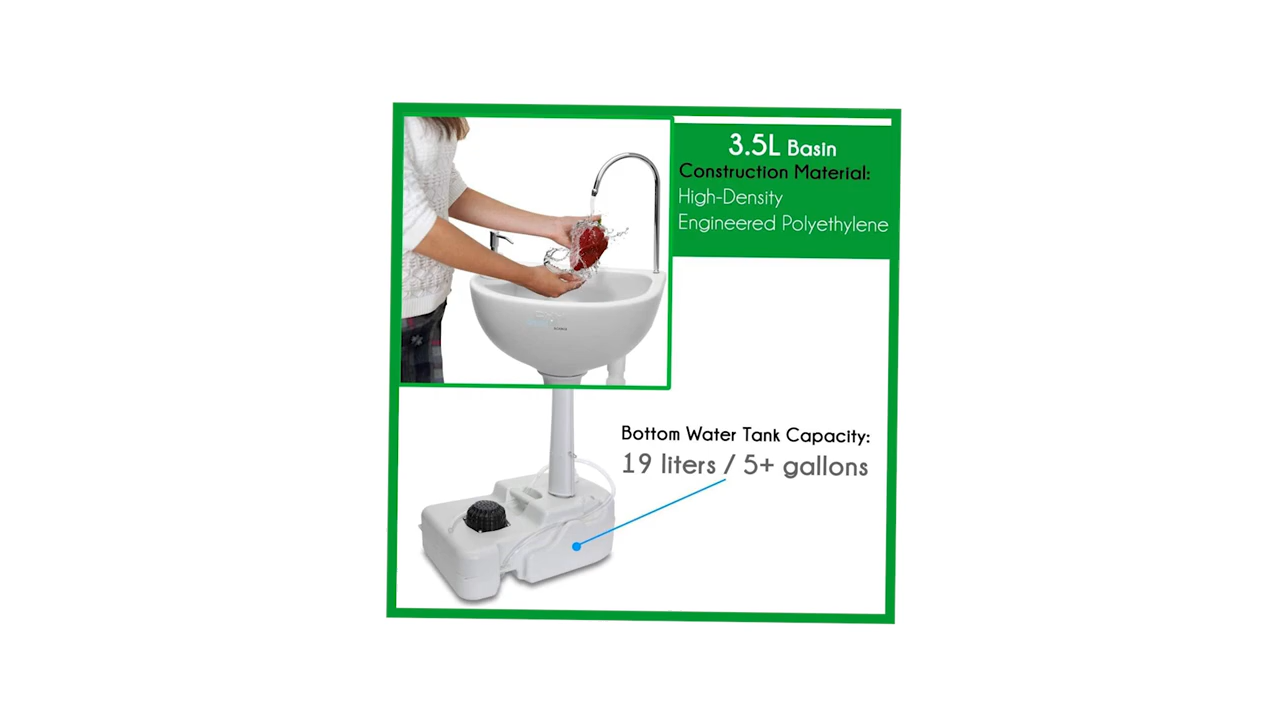 3.5L Basin
Construction Material:
High-Density
Engineered Polyethylene
Bottom Water Tank Capacity:
19 liters / 5+ gallons